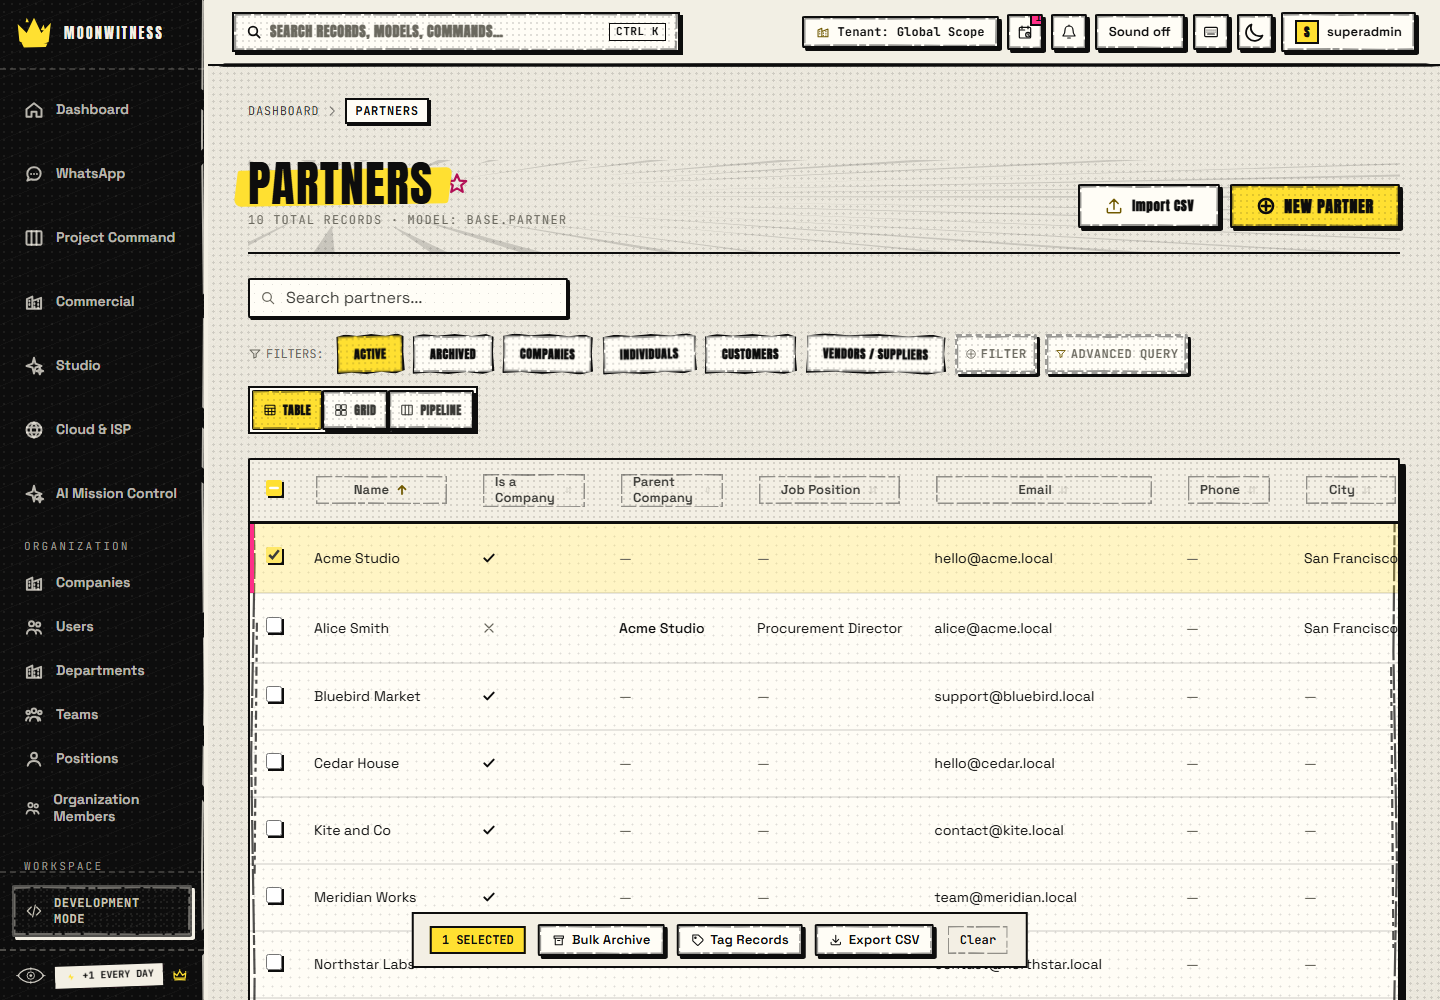 MOONWITNESS
SEARCH RECORDS, MODELS, COMMANDS...
CTRL K
Tenant: Global Scope
Sound off
$ superadmin
Dashboard
WhatsApp
Project Command
Commercial
Studio
Cloud & ISP
AI Mission Control
ORGANIZATION
Companies
Users
Departments
Teams
Positions
Organization
Members
WORKSPACE
DEVELOPMENT
MODE
+1 EVERY DAY
DASHBOARD
PARTNERS
PARTNERS
10 TOTAL RECORDS · MODEL: BASE.PARTNER
Import CSV
NEW PARTNER
Search partners...
FILTERS:
ACTIVE
ARCHIVED
COMPANIES
INDIVIDUALS
CUSTOMERS
VENDORS / SUPPLIERS
FILTER
ADVANCED QUERY
TABLE
GRID
PIPELINE
Name
Is a
Company
Parent
Company
Job Position
Email
Phone
City
Acme Studio — — hello@acme.local — San Francisco
Alice Smith Acme Studio Procurement Director alice@acme.local — San Francisco
Bluebird Market — — support@bluebird.local — —
Cedar House — — hello@cedar.local — —
Kite and Co — — contact@kite.local — —
Meridian Works — — team@meridian.local — —
Northstar Labs — —
1 SELECTED
Bulk Archive
Tag Records
Export CSV
Clear